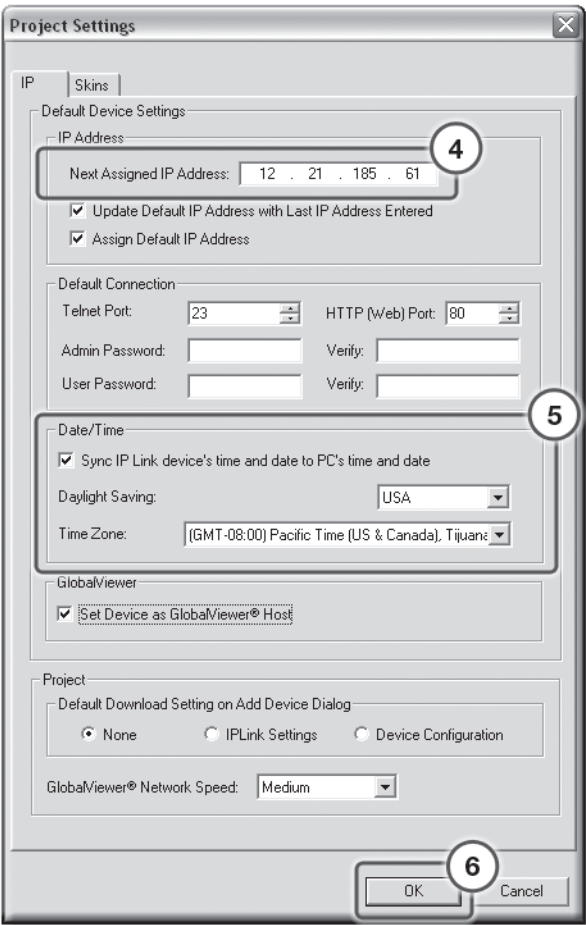 Project Settings
IP Skins
Default Device Settings
IP Address
4
Next Assigned IP Address: 12 . 21 . 185 . 61
Update Default IP Address with Last IP Address Entered
Assign Default IP Address
Default Connection
Telnet Port: 23 HTTP (Web) Port: 80
Admin Password: Verify:
User Password: Verify:
5
Date/Time
Sync IP Link device's time and date to PC's time and date
Daylight Saving: USA
Time Zone: (GMT-08:00) Pacific Time (US & Canada), Tijuana
GlobalViewer
Set Device as GlobalViewer® Host
Project
Default Download Setting on Add Device Dialog
None IPLink Settings Device Configuration
GlobalViewer® Network Speed: Medium
6
OK Cancel